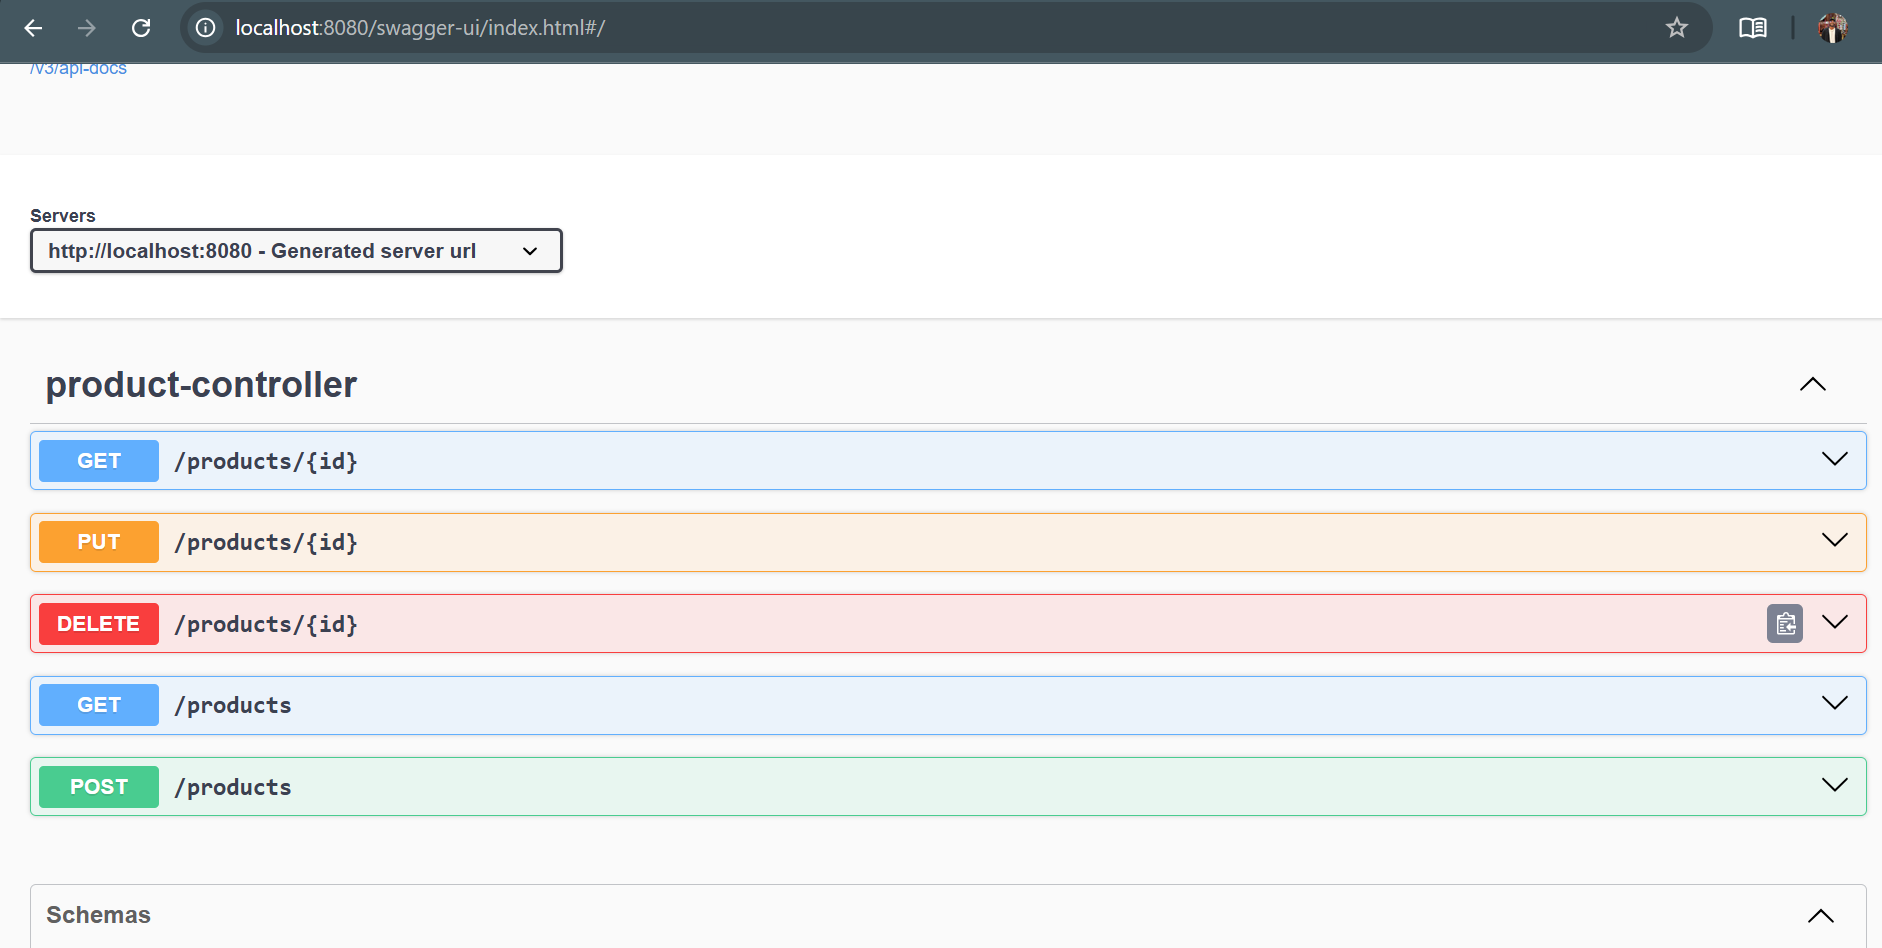 localhost:8080/swagger-ui/index.html#/
/v3/api-docs
Servers
http://localhost:8080 - Generated server url
product-controller
GET /products/{id}
PUT /products/{id}
DELETE /products/{id}
GET /products
POST /products
Schemas